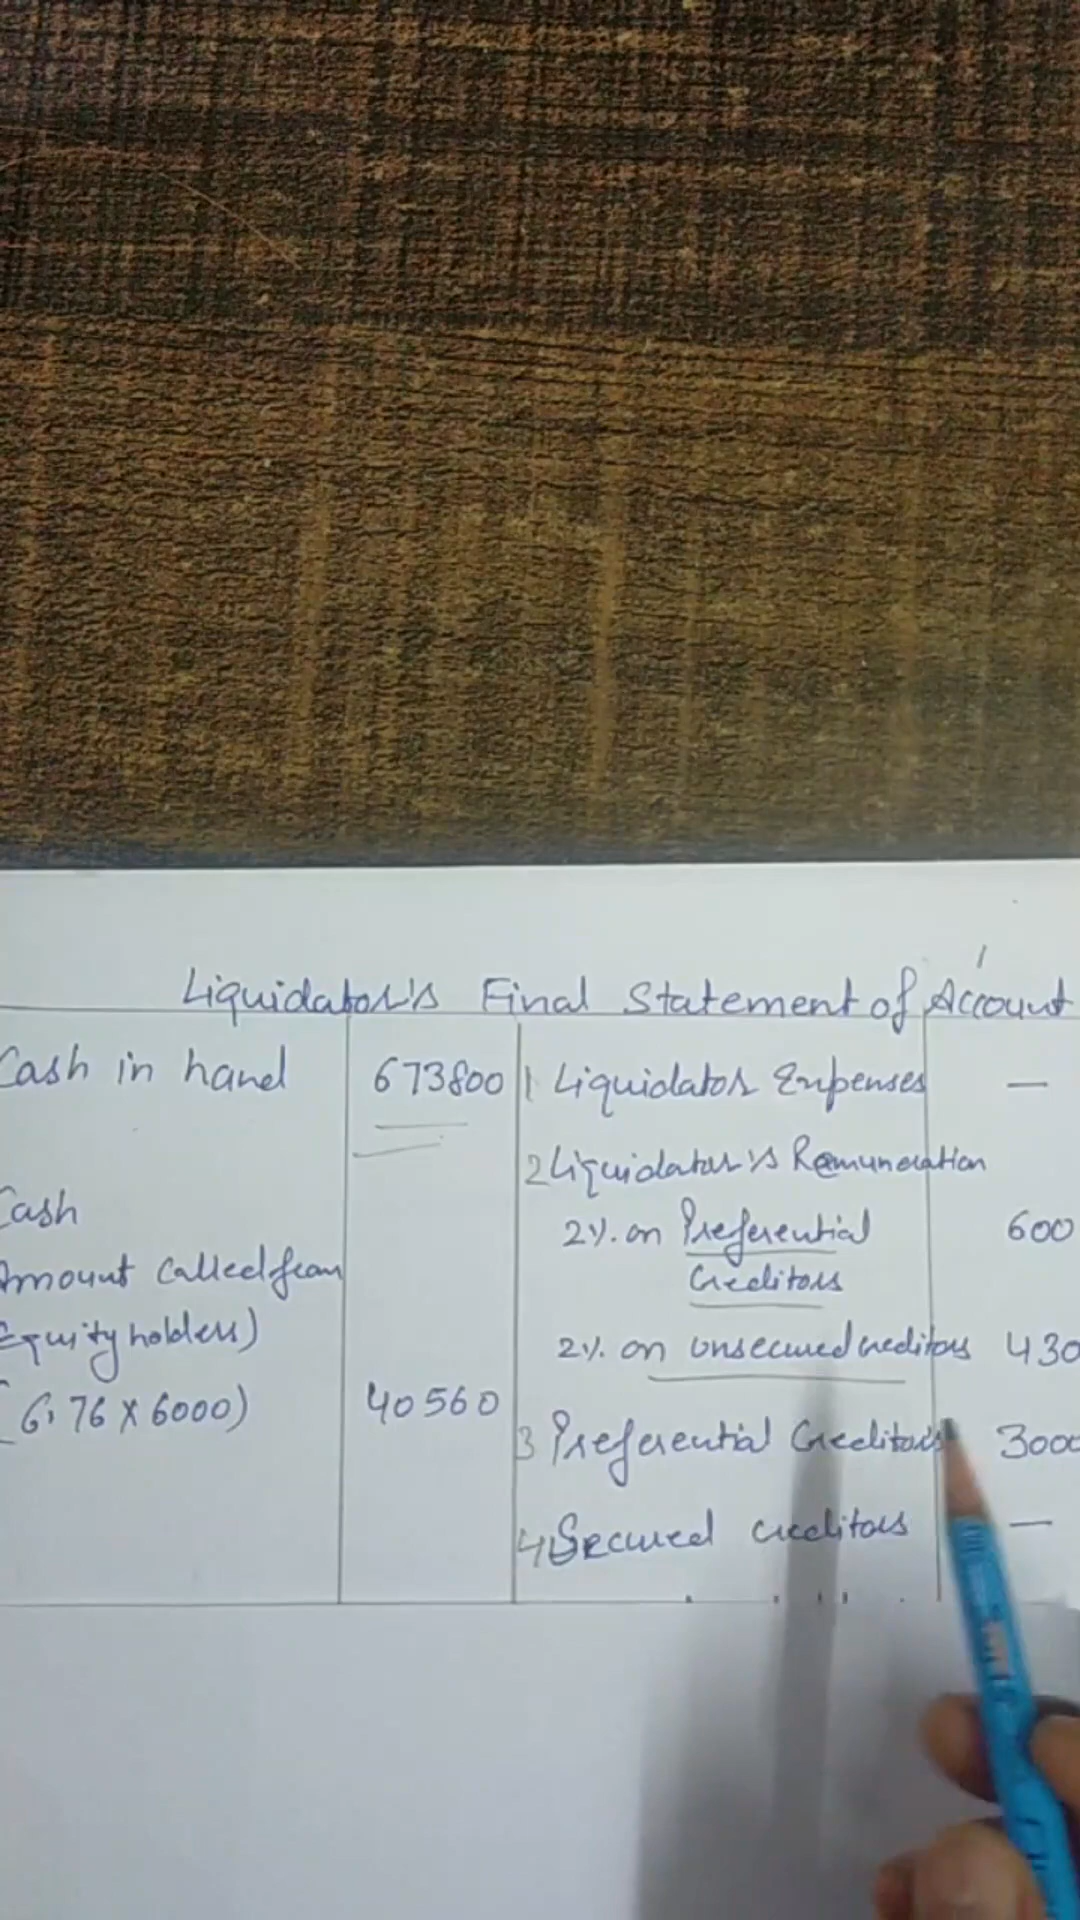 Liquidator's Final Statement of Account
Cash in hand 673800 1 Liquidator Expenses —
2 Liquidator's Remuneration
Cash 2% on Preferential 600
Creditors
Amount Called from
Equity holders) 2% on Unsecured creditors 430
(6.76 X 6000) 40560 3 Preferential Creditors 3000
4 Secured creditors —